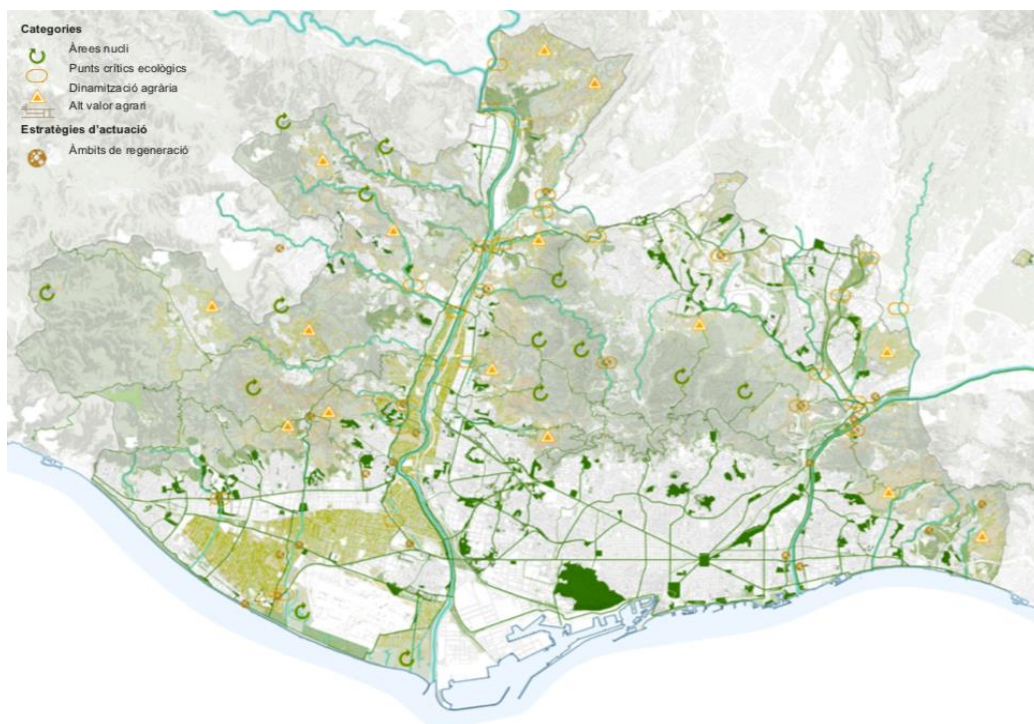 Categories
Àrees nucli
Punts crítics ecològics
Dinamització agrària
Alt valor agrari
Estratègies d'actuació
Àmbits de regeneració